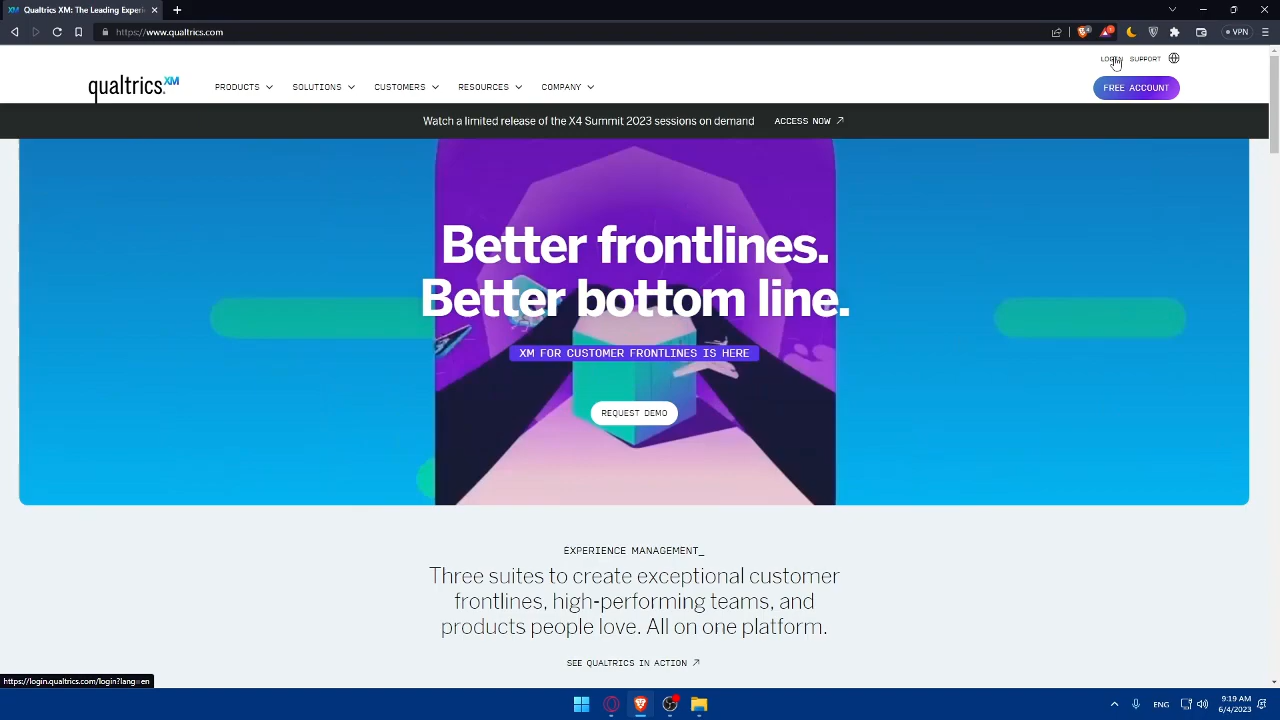 Qualtrics XM: The Leading Experi
https://www.qualtrics.com
VPN
LOGIN SUPPORT
qualtrics.XM
PRODUCTS SOLUTIONS CUSTOMERS RESOURCES COMPANY
FREE ACCOUNT
Watch a limited release of the X4 Summit 2023 sessions on demand ACCESS NOW
Better frontlines.
Better bottom line.
XM FOR CUSTOMER FRONTLINES IS HERE
REQUEST DEMO
EXPERIENCE MANAGEMENT_
Three suites to create exceptional customer
frontlines, high-performing teams, and
products people love. All on one platform.
SEE QUALTRICS IN ACTION
https://login.qualtrics.com/login?lang=en
ENG
9:19 AM
6/4/2023